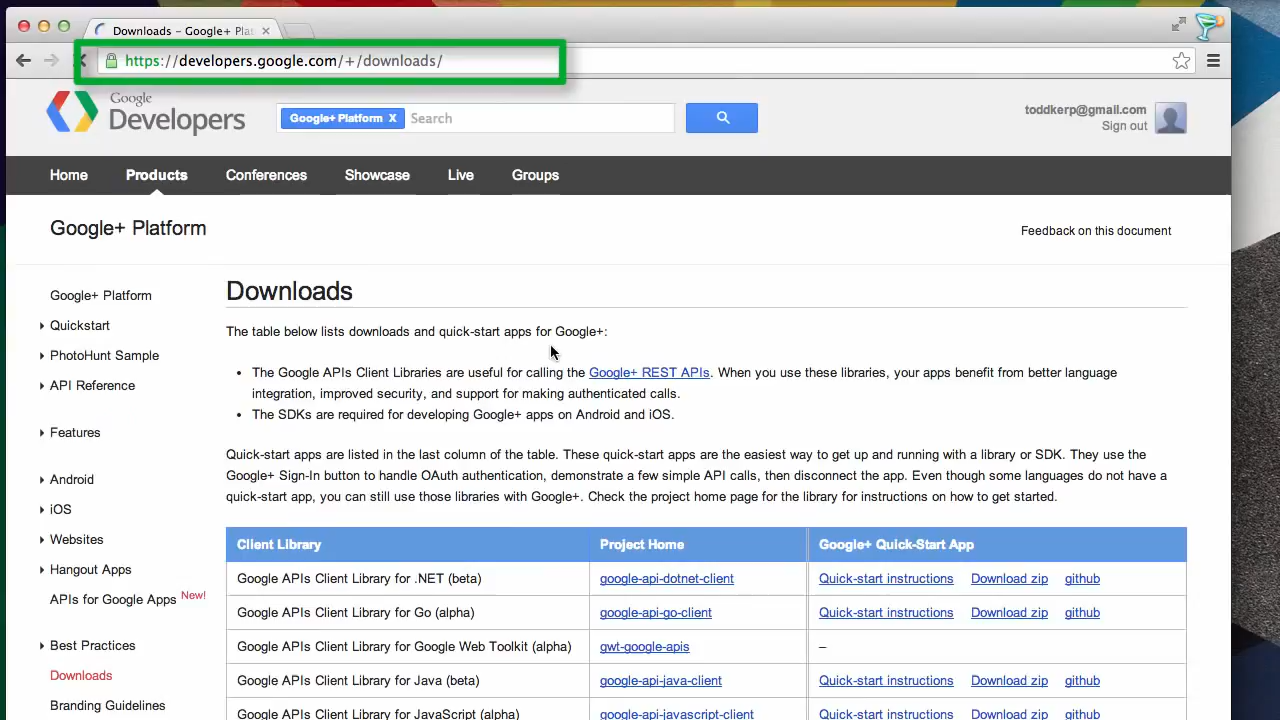 Downloads - Google+ Plat
https://developers.google.com/+/downloads/
Google
Developers
Google+ Platform X
Search
toddkerp@gmail.com
Sign out
Home
Products
Conferences
Showcase
Live
Groups
Google+ Platform
Feedback on this document
Google+ Platform
Quickstart
PhotoHunt Sample
API Reference
Features
Android
iOS
Websites
Hangout Apps
APIs for Google Apps New!
Best Practices
Downloads
Branding Guidelines
Downloads
The table below lists downloads and quick-start apps for Google+:
• The Google APIs Client Libraries are useful for calling the Google+ REST APIs. When you use these libraries, your apps benefit from better language
integration, improved security, and support for making authenticated calls.
• The SDKs are required for developing Google+ apps on Android and iOS.
Quick-start apps are listed in the last column of the table. These quick-start apps are the easiest way to get up and running with a library or SDK. They use the
Google+ Sign-In button to handle OAuth authentication, demonstrate a few simple API calls, then disconnect the app. Even though some languages do not have a
quick-start app, you can still use those libraries with Google+. Check the project home page for the library for instructions on how to get started.
Client Library Project Home Google+ Quick-Start App
Google APIs Client Library for .NET (beta) google-api-dotnet-client Quick-start instructions Download zip github
Google APIs Client Library for Go (alpha) google-api-go-client Quick-start instructions Download zip github
Google APIs Client Library for Google Web Toolkit (alpha) gwt-google-apis –
Google APIs Client Library for Java (beta) google-api-java-client Quick-start instructions Download zip github
Google APIs Client Library for JavaScript (alpha) google-api-javascript-client Quick-start instructions Download zip github